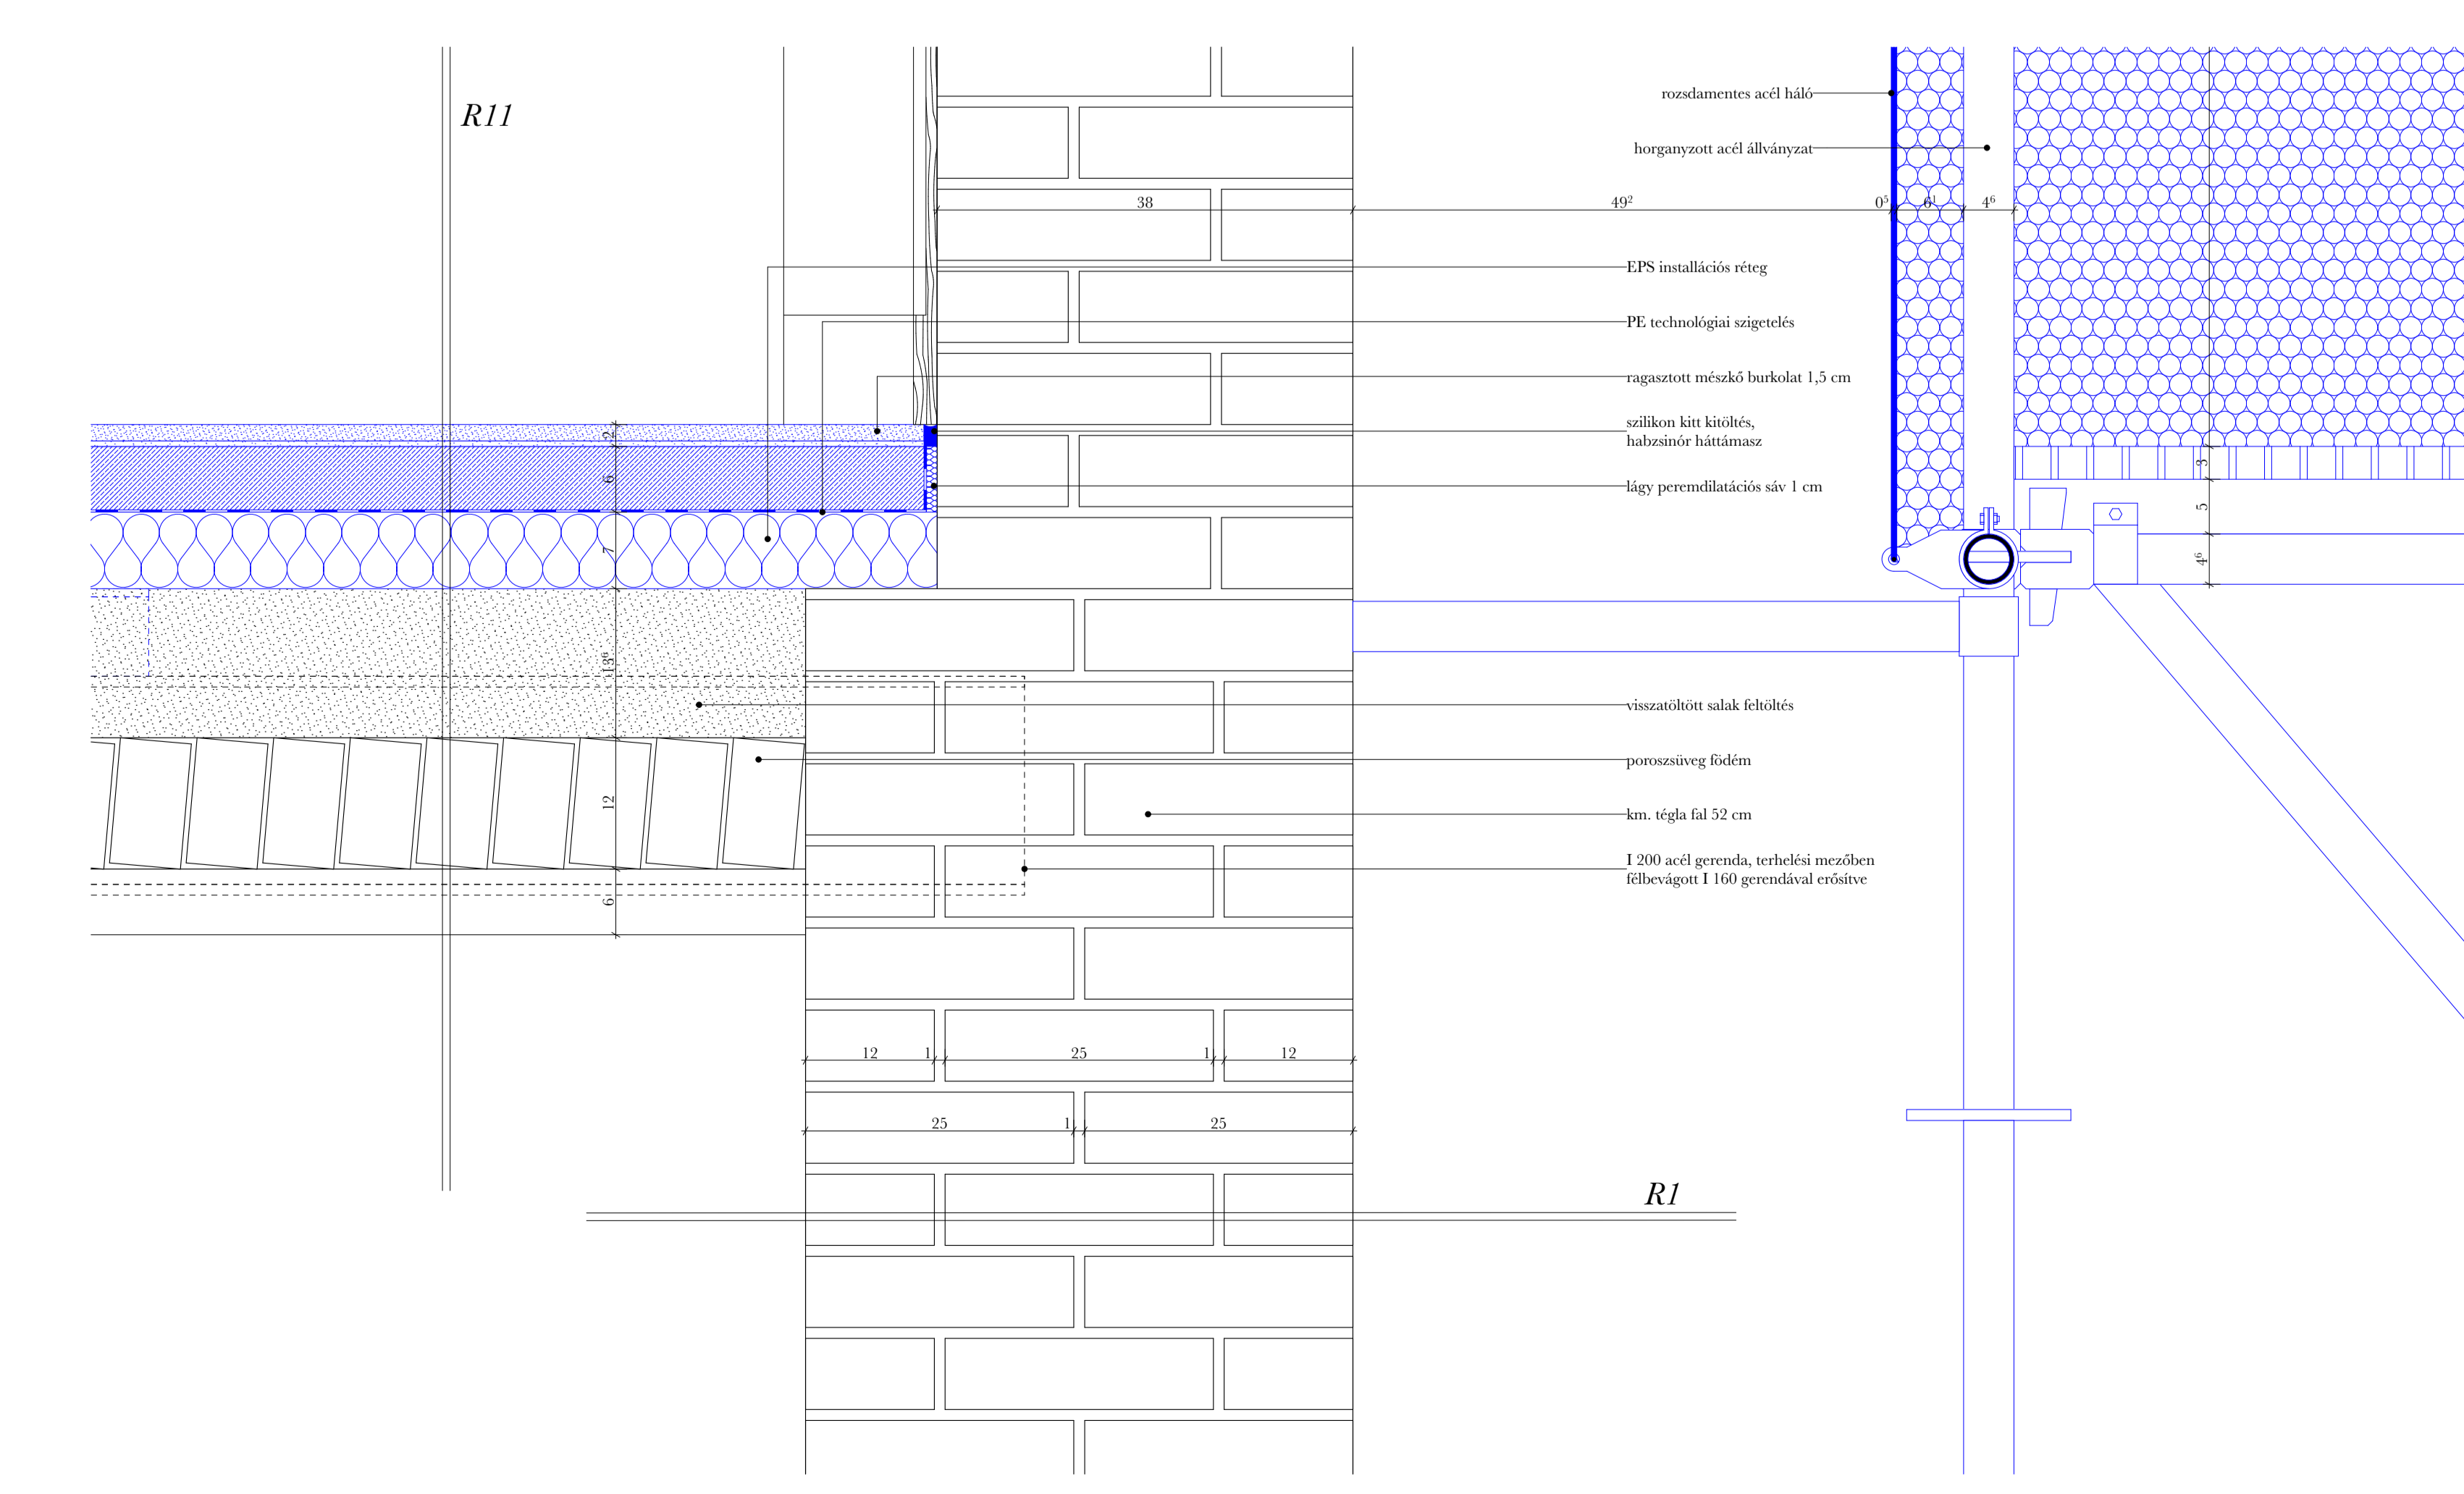 R11
rozsdamentes acél háló
horganyzott acél állványzat
38
49²
0⁵
6¹
4⁶
EPS installációs réteg
PE technológiai szigetelés
ragasztott mészkő burkolat 1,5 cm
szilikon kitt kitöltés,
habzsinór háttámasz
lágy peremdilatációs sáv 1 cm
2
6
7
13⁶
12
6
3
5
4⁶
visszatöltött salak feltöltés
poroszsüveg födém
km. tégla fal 52 cm
I 200 acél gerenda, terhelési mezőben
félbevágott I 160 gerendával erősítve
12 1 25 1 12
25 1 25
R1